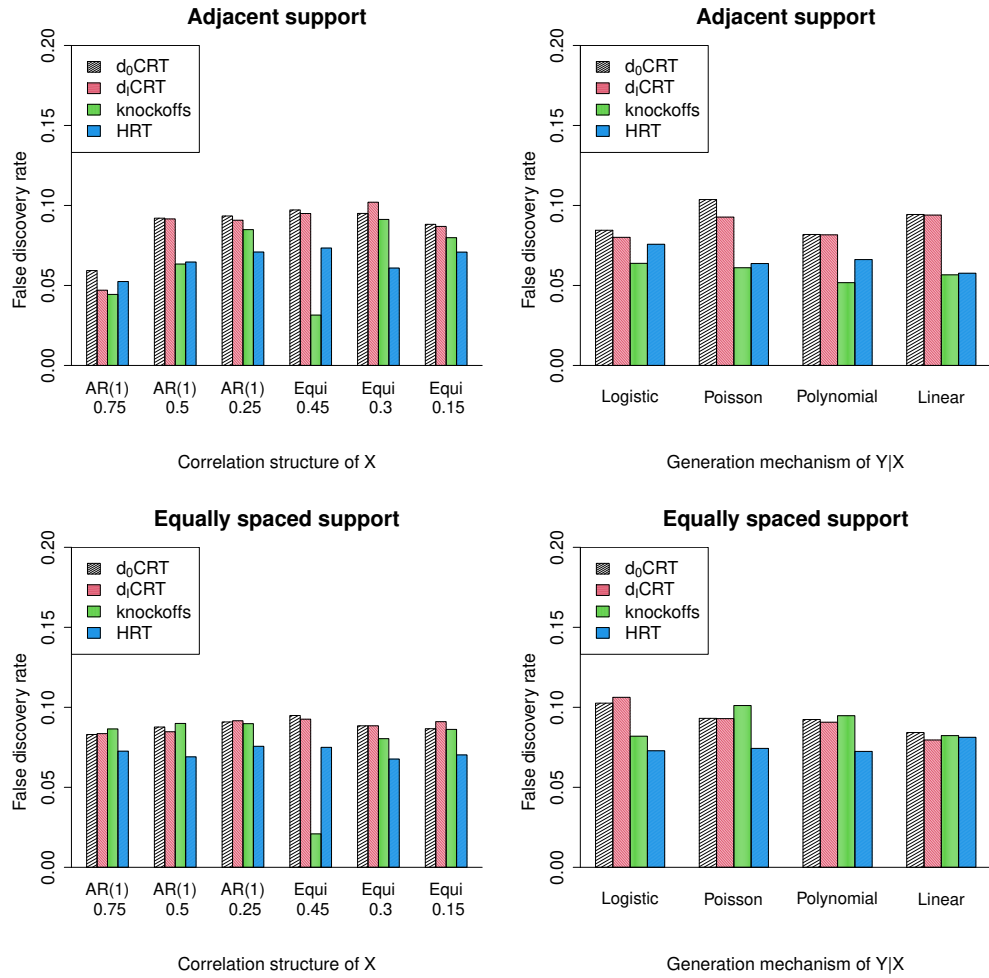 Adjacent support
False discovery rate
0.20
0.15
0.10
0.05
0.00
d₀CRT
dₗCRT
knockoffs
HRT
AR(1) 0.75
AR(1) 0.5
AR(1) 0.25
Equi 0.45
Equi 0.3
Equi 0.15
Correlation structure of X
Adjacent support
False discovery rate
0.20
0.15
0.10
0.05
0.00
d₀CRT
dₗCRT
knockoffs
HRT
Logistic
Poisson
Polynomial
Linear
Generation mechanism of Y|X
Equally spaced support
False discovery rate
0.20
0.15
0.10
0.05
0.00
d₀CRT
dₗCRT
knockoffs
HRT
AR(1) 0.75
AR(1) 0.5
AR(1) 0.25
Equi 0.45
Equi 0.3
Equi 0.15
Correlation structure of X
Equally spaced support
False discovery rate
0.20
0.15
0.10
0.05
0.00
d₀CRT
dₗCRT
knockoffs
HRT
Logistic
Poisson
Polynomial
Linear
Generation mechanism of Y|X